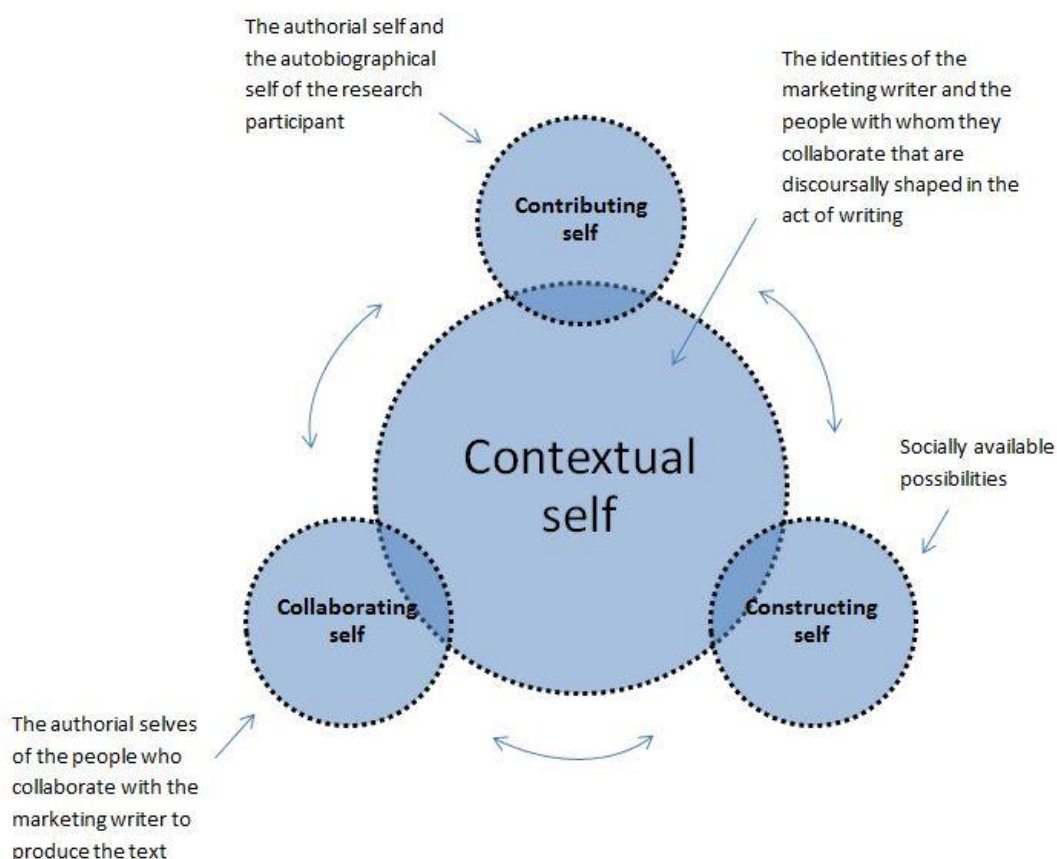 The authorial self and
the autobiographical
self of the research
participant
The identities of the
marketing writer and the
people with whom they
collaborate that are
discoursally shaped in the
act of writing
Contributing
self
Contextual
self
Socially available
possibilities
Collaborating
self
Constructing
self
The authorial selves
of the people who
collaborate with the
marketing writer to
produce the text